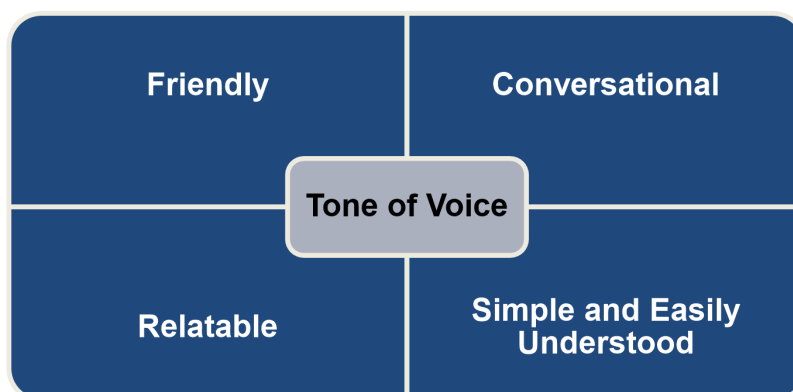 Friendly
Conversational
Tone of Voice
Relatable
Simple and Easily
Understood